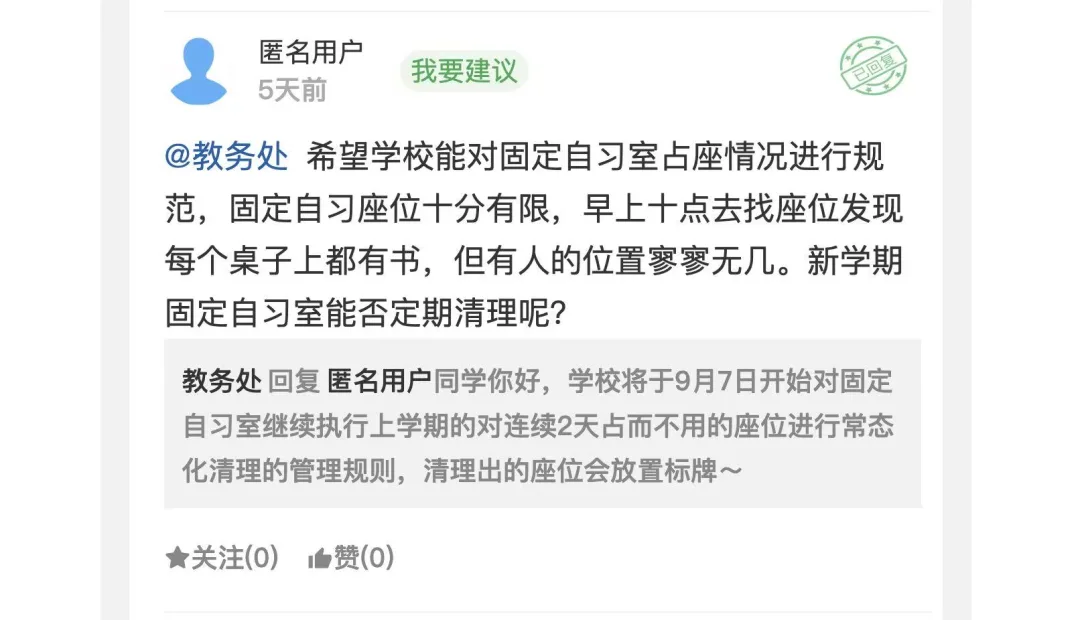 匿名用户
我要建议
5天前
已回复
@教务处 希望学校能对固定自习室占座情况进行规
范，固定自习座位十分有限，早上十点去找座位发现
每个桌子上都有书，但有人的位置寥寥无几。新学期
固定自习室能否定期清理呢？
教务处 回复 匿名用户同学你好，学校将于9月7日开始对固定
自习室继续执行上学期的对连续2天占而不用的座位进行常态
化清理的管理规则，清理出的座位会放置标牌～
关注(0) 赞(0)